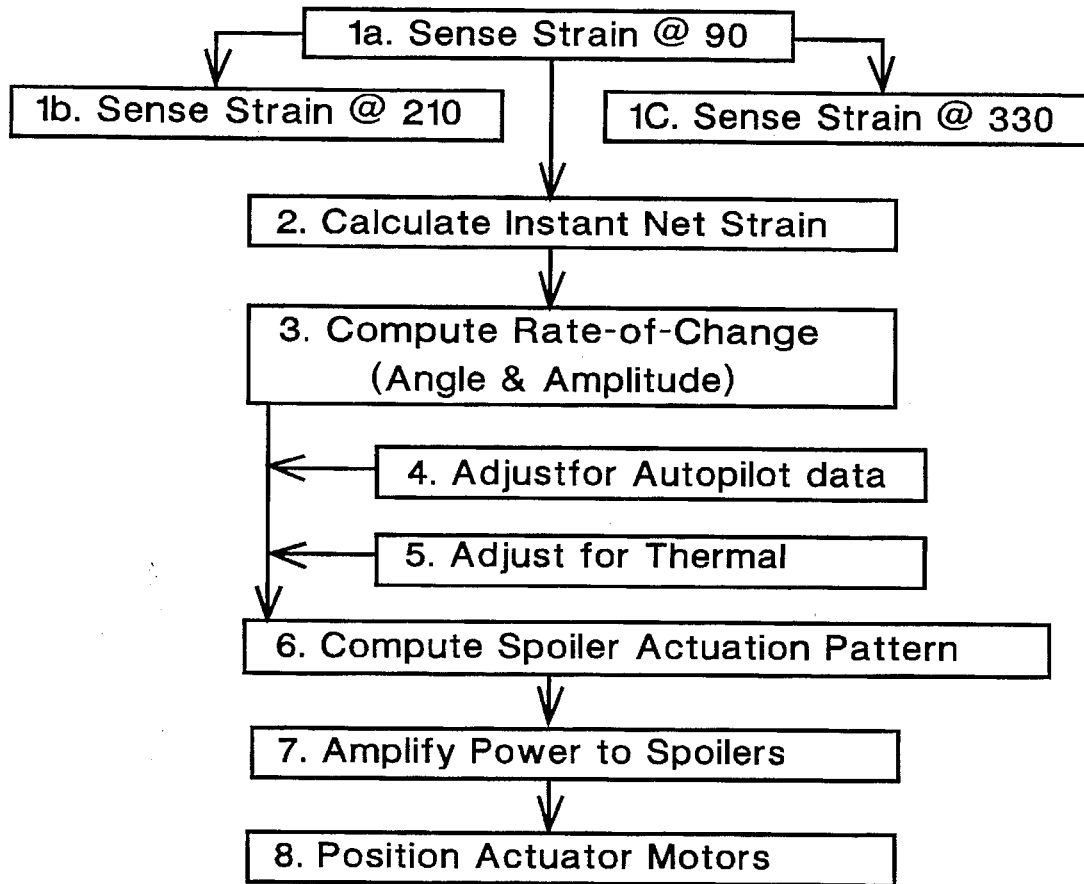 1a. Sense Strain @ 90
1b. Sense Strain @ 210
1C. Sense Strain @ 330
2. Calculate Instant Net Strain
3. Compute Rate-of-Change
(Angle & Amplitude)
4. Adjustfor Autopilot data
5. Adjust for Thermal
6. Compute Spoiler Actuation Pattern
7. Amplify Power to Spoilers
8. Position Actuator Motors